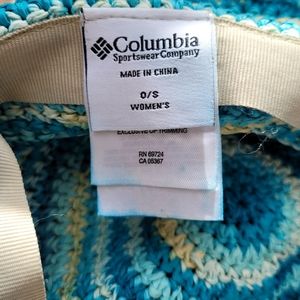 Columbia
Sportswear Company
MADE IN CHINA
O/S
WOMEN'S
EXCLUSIVE OF TRIMMING
RN 69724
CA 05367